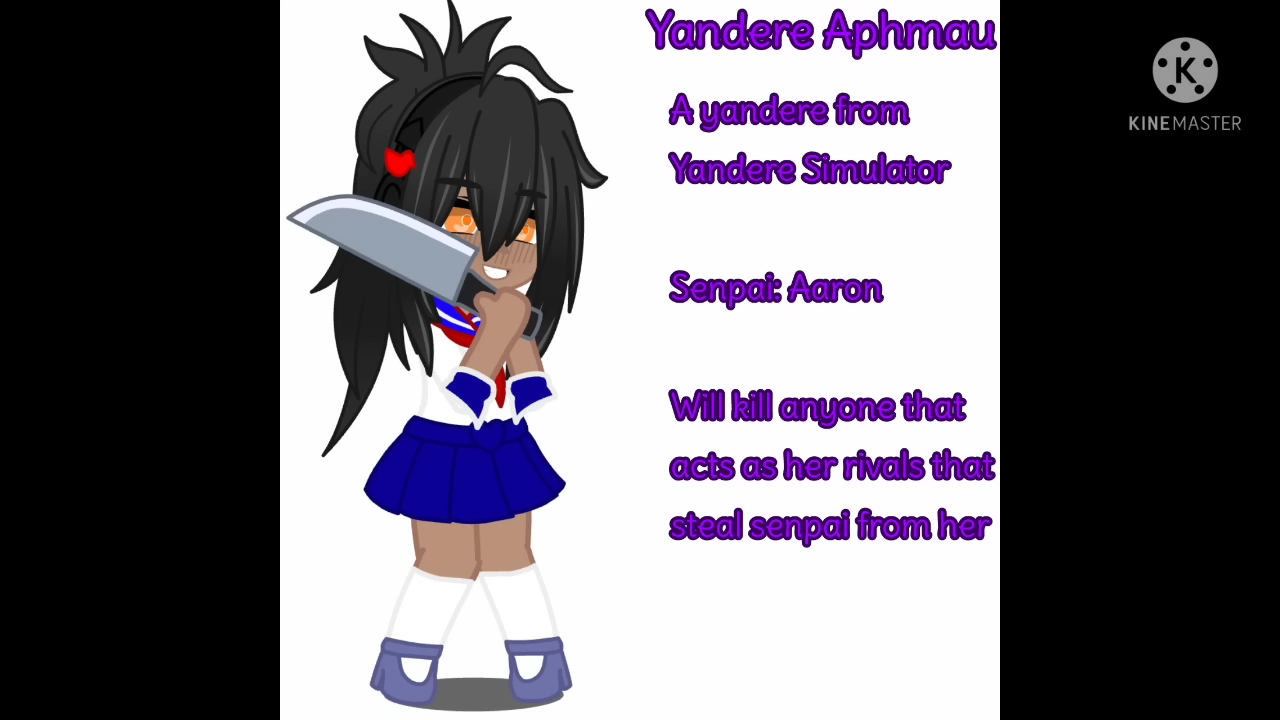 Yandere Aphmau
A yandere from
Yandere Simulator
Senpai: Aaron
Will kill anyone that
acts as her rivals that
steal senpai from her
K
KINEMASTER